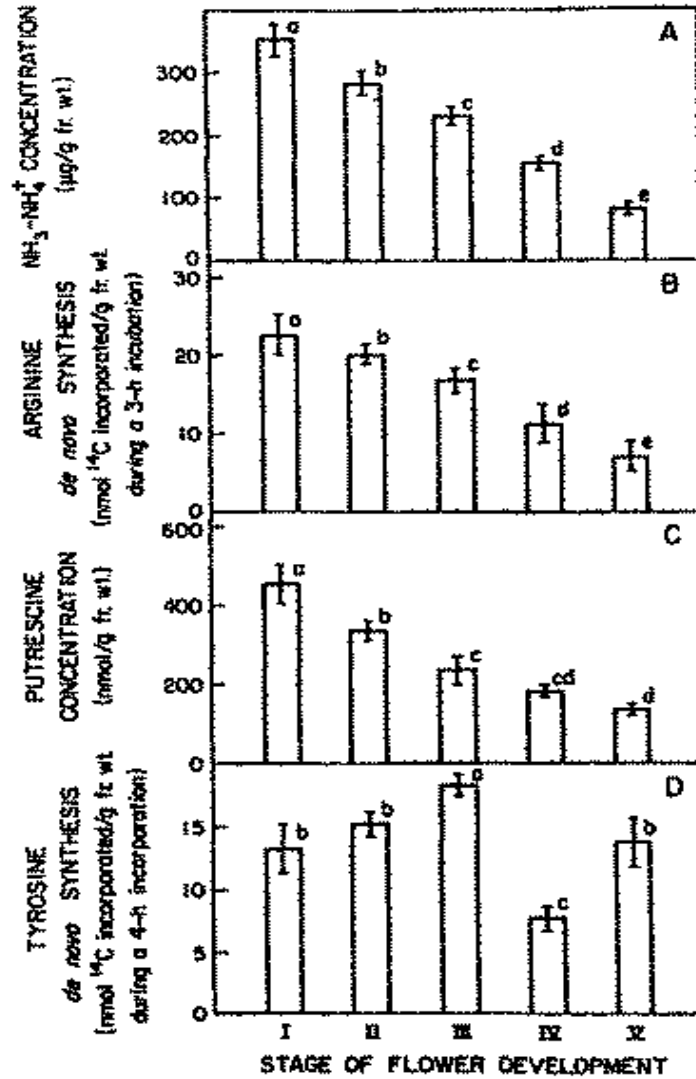 A
NH₃-NH₄⁺ CONCENTRATION
(µg/g fr. wt.)
300
200
100
0
a
b
c
d
e
B
ARGININE
de novo SYNTHESIS
(nmol ¹⁴C incorporated/g fr. wt.
during a 3-h incubation)
30
20
10
0
a
b
c
d
e
C
PUTRESCINE
CONCENTRATION
(nmol/g fr. wt.)
600
400
200
0
a
b
c
cd
d
D
TYROSINE
de novo SYNTHESIS
(nmol ¹⁴C incorporated/g fr. wt.
during a 4-h incorporation)
15
10
5
0
b
b
a
c
b
I II III IV V
STAGE OF FLOWER DEVELOPMENT